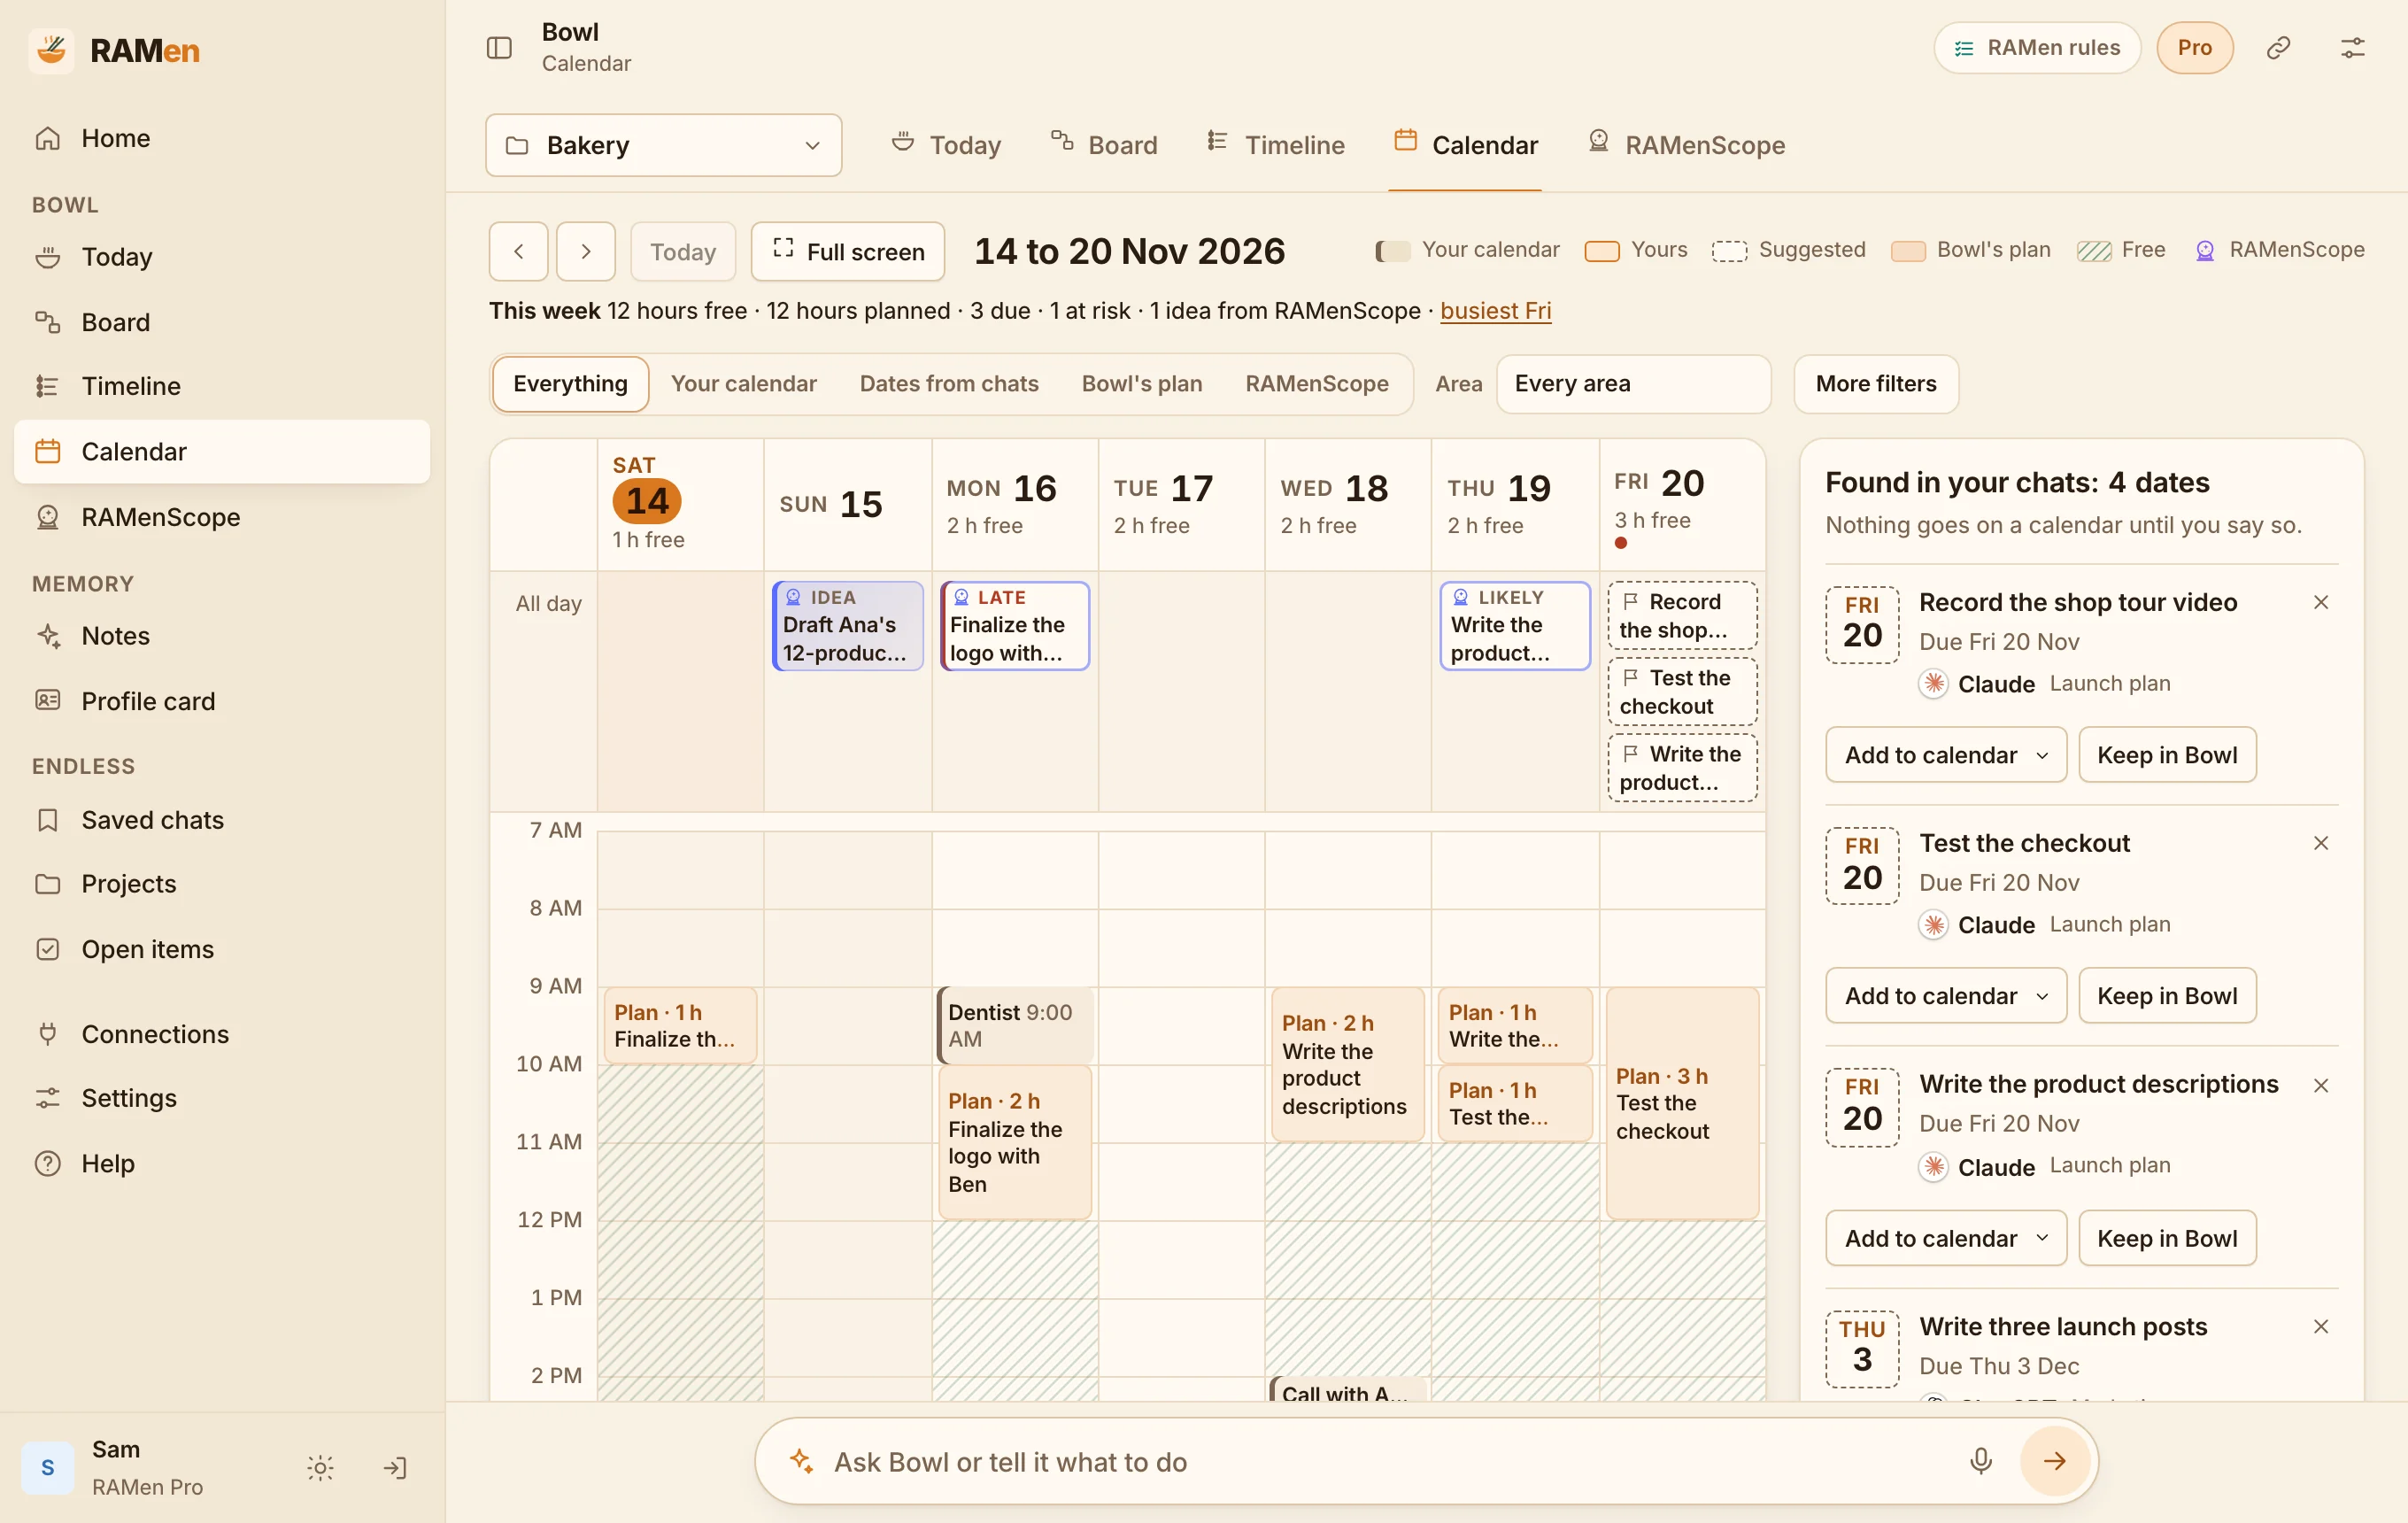 RAMen
Home
BOWL
Today
Board
Timeline
Calendar
RAMenScope
MEMORY
Notes
Profile card
ENDLESS
Saved chats
Projects
Open items
Connections
Settings
Help
S
Sam
RAMen Pro
Bowl
Calendar
RAMen rules
Pro
Bakery
Today
Board
Timeline
Calendar
RAMenScope
Today
Full screen
14 to 20 Nov 2026
Your calendar
Yours
Suggested
Bowl's plan
Free
RAMenScope
This week 12 hours free · 12 hours planned · 3 due · 1 at risk · 1 idea from RAMenScope · busiest Fri
Everything
Your calendar
Dates from chats
Bowl's plan
RAMenScope
Area
Every area
More filters
SAT
14
1 h free
SUN 15
MON 16
2 h free
TUE 17
2 h free
WED 18
2 h free
THU 19
2 h free
FRI 20
3 h free
All day
IDEA
Draft Ana's
12-produc...
LATE
Finalize the
logo with...
LIKELY
Write the
product...
Record
the shop...
Test the
checkout
Write the
product...
7 AM
8 AM
9 AM
10 AM
11 AM
12 PM
1 PM
2 PM
Plan · 1 h
Finalize th...
Dentist 9:00
AM
Plan · 2 h
Finalize the
logo with
Ben
Plan · 2 h
Write the
product
descriptions
Call with A...
Plan · 1 h
Write the...
Plan · 1 h
Test the...
Plan · 3 h
Test the
checkout
Found in your chats: 4 dates
Nothing goes on a calendar until you say so.
FRI
20
Record the shop tour video
Due Fri 20 Nov
Claude Launch plan
Add to calendar
Keep in Bowl
FRI
20
Test the checkout
Due Fri 20 Nov
Claude Launch plan
Add to calendar
Keep in Bowl
FRI
20
Write the product descriptions
Due Fri 20 Nov
Claude Launch plan
Add to calendar
Keep in Bowl
THU
3
Write three launch posts
Due Thu 3 Dec
Ask Bowl or tell it what to do